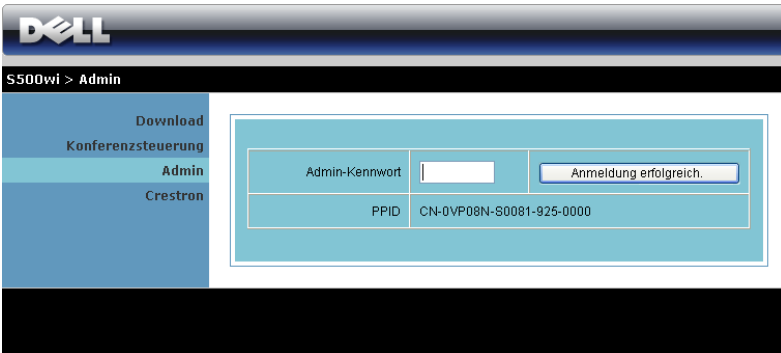 DELL
S500wi > Admin
Download
Konferenzsteuerung
Admin
Crestron
Admin-Kennwort
Anmeldung erfolgreich.
PPID
CN-0VP08N-S0081-925-0000